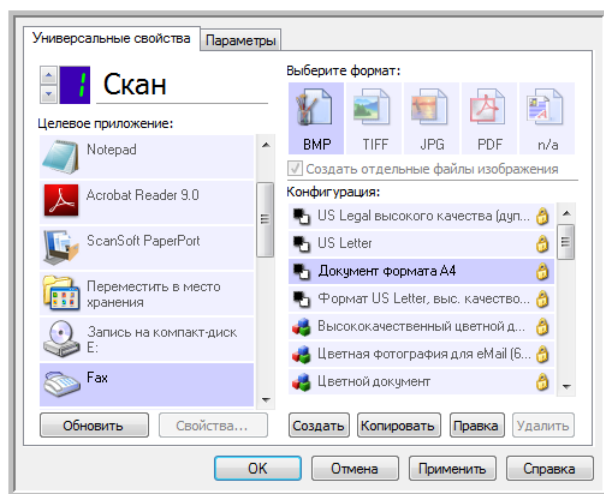 Универсальные свойства
Параметры
1 Скан
Целевое приложение:
Notepad
Acrobat Reader 9.0
ScanSoft PaperPort
Переместить в место
хранения
Запись на компакт-диск
E:
Fax
Обновить
Свойства...
Выберите формат:
BMP
TIFF
JPG
PDF
n/a
Создать отдельные файлы изображения
Конфигурация:
US Legal высокого качества (дуп...
US Letter
Документ формата A4
Формат US Letter, выс. качество...
Высококачественный цветной д...
Цветная фотография для eMail (6...
Цветной документ
Создать
Копировать
Правка
Удалить
OK
Отмена
Применить
Справка